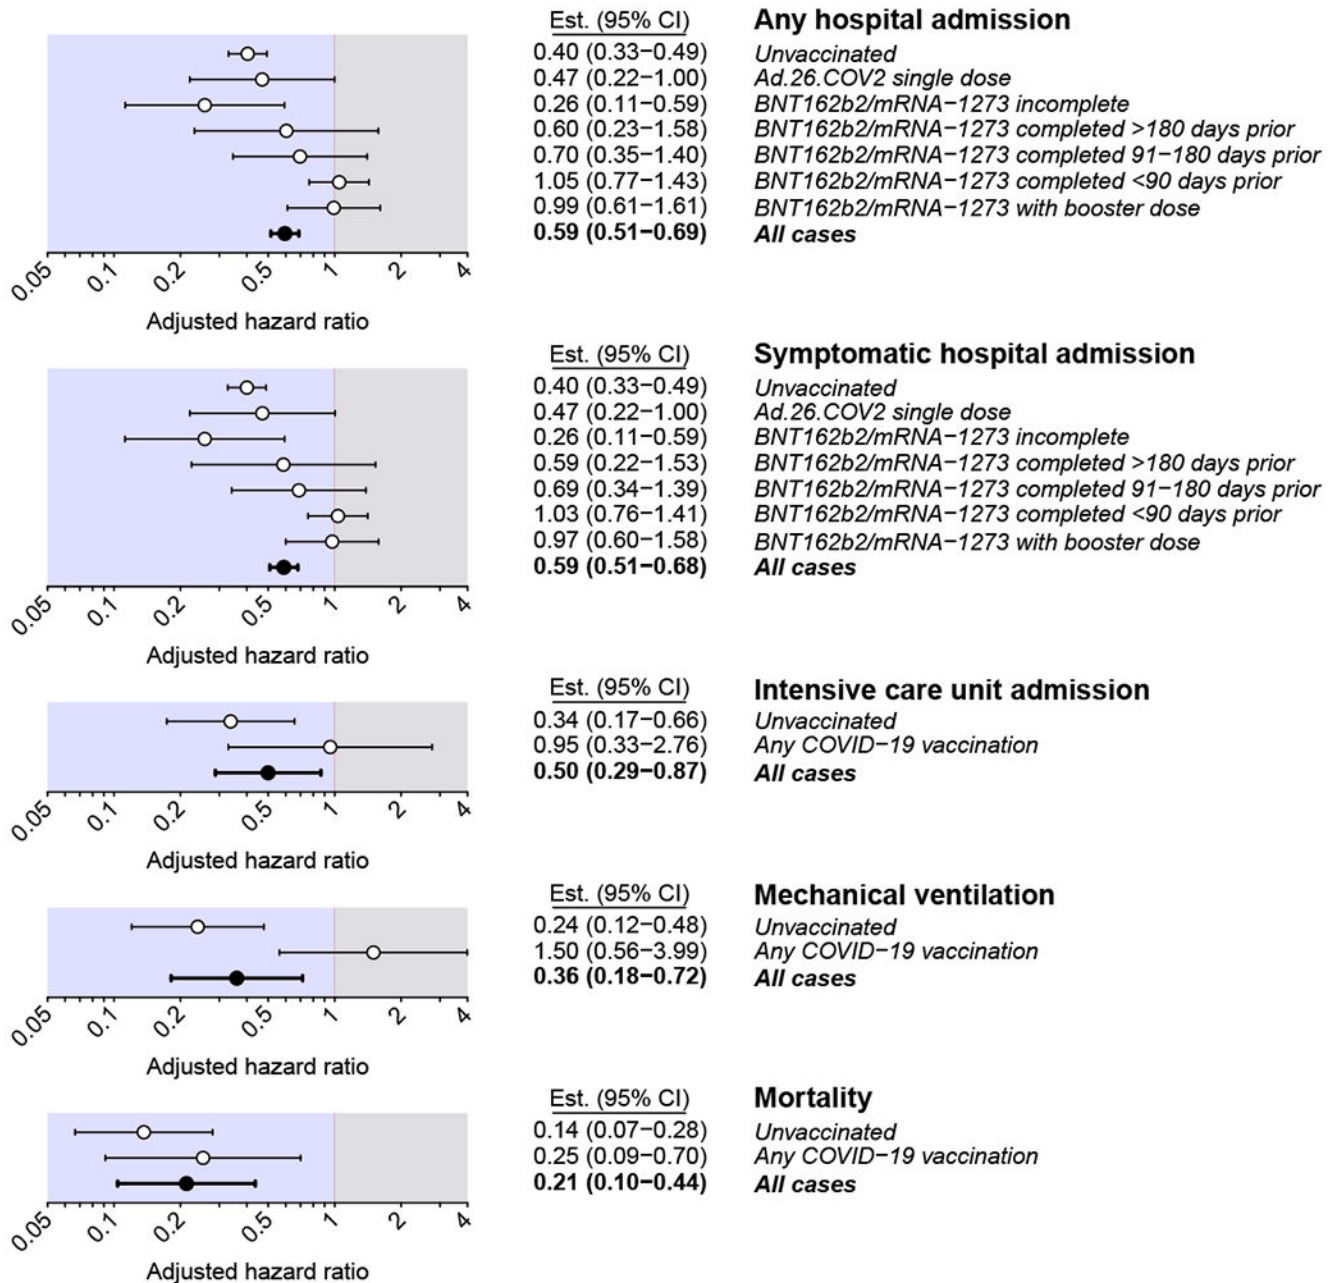 Est. (95% CI) Any hospital admission
0.40 (0.33−0.49) Unvaccinated
0.47 (0.22−1.00) Ad.26.COV2 single dose
0.26 (0.11−0.59) BNT162b2/mRNA−1273 incomplete
0.60 (0.23−1.58) BNT162b2/mRNA−1273 completed >180 days prior
0.70 (0.35−1.40) BNT162b2/mRNA−1273 completed 91−180 days prior
1.05 (0.77−1.43) BNT162b2/mRNA−1273 completed <90 days prior
0.99 (0.61−1.61) BNT162b2/mRNA−1273 with booster dose
0.59 (0.51−0.69) All cases
0.05 0.1 0.2 0.5 1 2 4
Adjusted hazard ratio
Est. (95% CI) Symptomatic hospital admission
0.40 (0.33−0.49) Unvaccinated
0.47 (0.22−1.00) Ad.26.COV2 single dose
0.26 (0.11−0.59) BNT162b2/mRNA−1273 incomplete
0.59 (0.22−1.53) BNT162b2/mRNA−1273 completed >180 days prior
0.69 (0.34−1.39) BNT162b2/mRNA−1273 completed 91−180 days prior
1.03 (0.76−1.41) BNT162b2/mRNA−1273 completed <90 days prior
0.97 (0.60−1.58) BNT162b2/mRNA−1273 with booster dose
0.59 (0.51−0.68) All cases
0.05 0.1 0.2 0.5 1 2 4
Adjusted hazard ratio
Est. (95% CI) Intensive care unit admission
0.34 (0.17−0.66) Unvaccinated
0.95 (0.33−2.76) Any COVID−19 vaccination
0.50 (0.29−0.87) All cases
0.05 0.1 0.2 0.5 1 2 4
Adjusted hazard ratio
Est. (95% CI) Mechanical ventilation
0.24 (0.12−0.48) Unvaccinated
1.50 (0.56−3.99) Any COVID−19 vaccination
0.36 (0.18−0.72) All cases
0.05 0.1 0.2 0.5 1 2 4
Adjusted hazard ratio
Est. (95% CI) Mortality
0.14 (0.07−0.28) Unvaccinated
0.25 (0.09−0.70) Any COVID−19 vaccination
0.21 (0.10−0.44) All cases
0.05 0.1 0.2 0.5 1 2 4
Adjusted hazard ratio